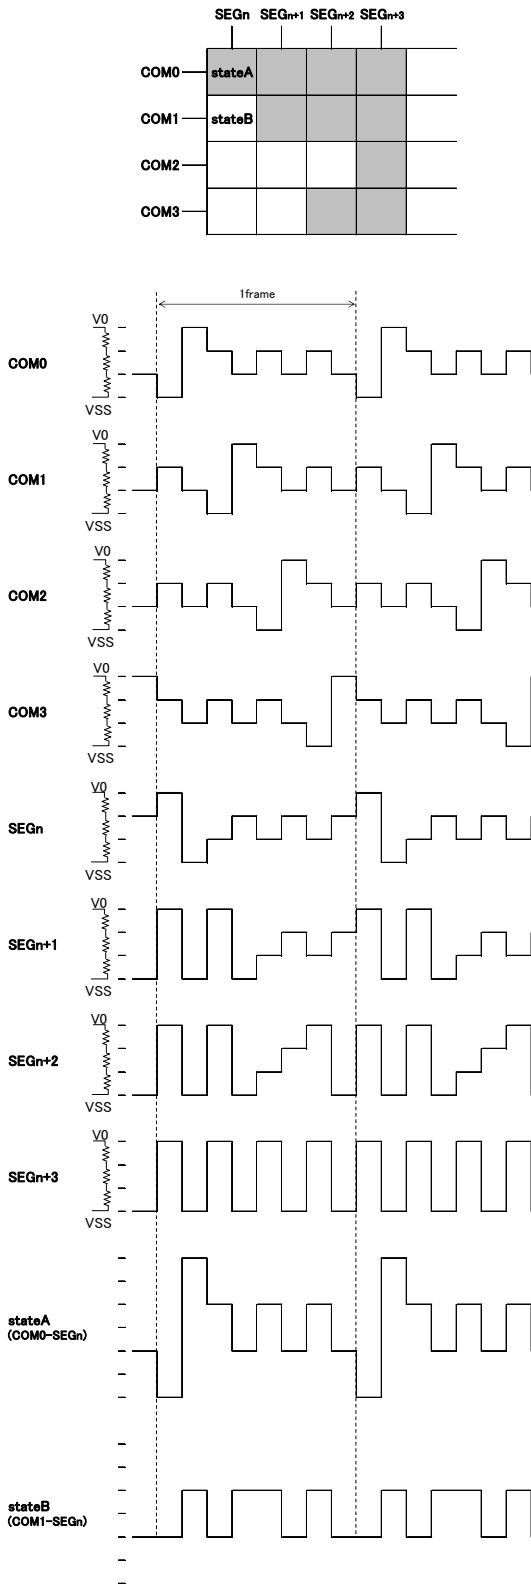 SEGn SEGn+1 SEGn+2 SEGn+3
COM0 stateA
COM1 stateB
COM2
COM3
1frame
V0
COM0
VSS
V0
COM1
VSS
V0
COM2
VSS
V0
COM3
VSS
V0
SEGn
VSS
V0
SEGn+1
VSS
V0
SEGn+2
VSS
V0
SEGn+3
VSS
stateA
(COM0-SEGn)
stateB
(COM1-SEGn)